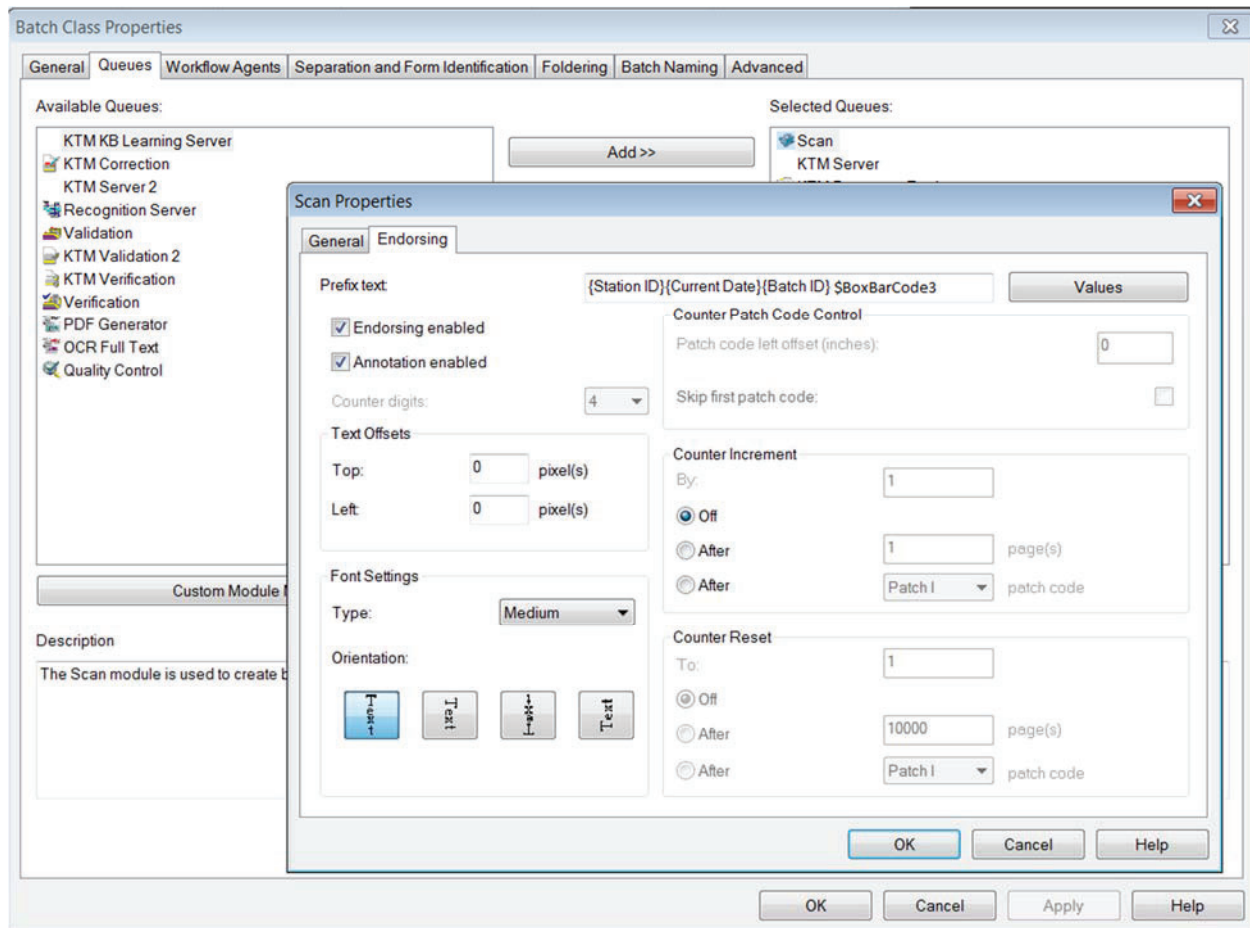 Batch Class Properties
General Queues Workflow Agents Separation and Form Identification Foldering Batch Naming Advanced
Available Queues:
KTM KB Learning Server
KTM Correction
KTM Server 2
Recognition Server
Validation
KTM Validation 2
KTM Verification
Verification
PDF Generator
OCR Full Text
Quality Control
Add >>
Selected Queues:
Scan
KTM Server
Custom Module
Description
The Scan module is used to create
Scan Properties
General Endorsing
Prefix text: {Station ID}{Current Date}{Batch ID} $BoxBarCode3 Values
Endorsing enabled
Annotation enabled
Counter digits: 4
Text Offsets
Top: 0 pixel(s)
Left: 0 pixel(s)
Font Settings
Type: Medium
Orientation:
Text Text Text Text
Counter Patch Code Control
Patch code left offset (inches): 0
Skip first patch code:
Counter Increment
By: 1
Off
After 1 page(s)
After Patch I patch code
Counter Reset
To: 1
Off
After 10000 page(s)
After Patch I patch code
OK Cancel Help
OK Cancel Apply Help